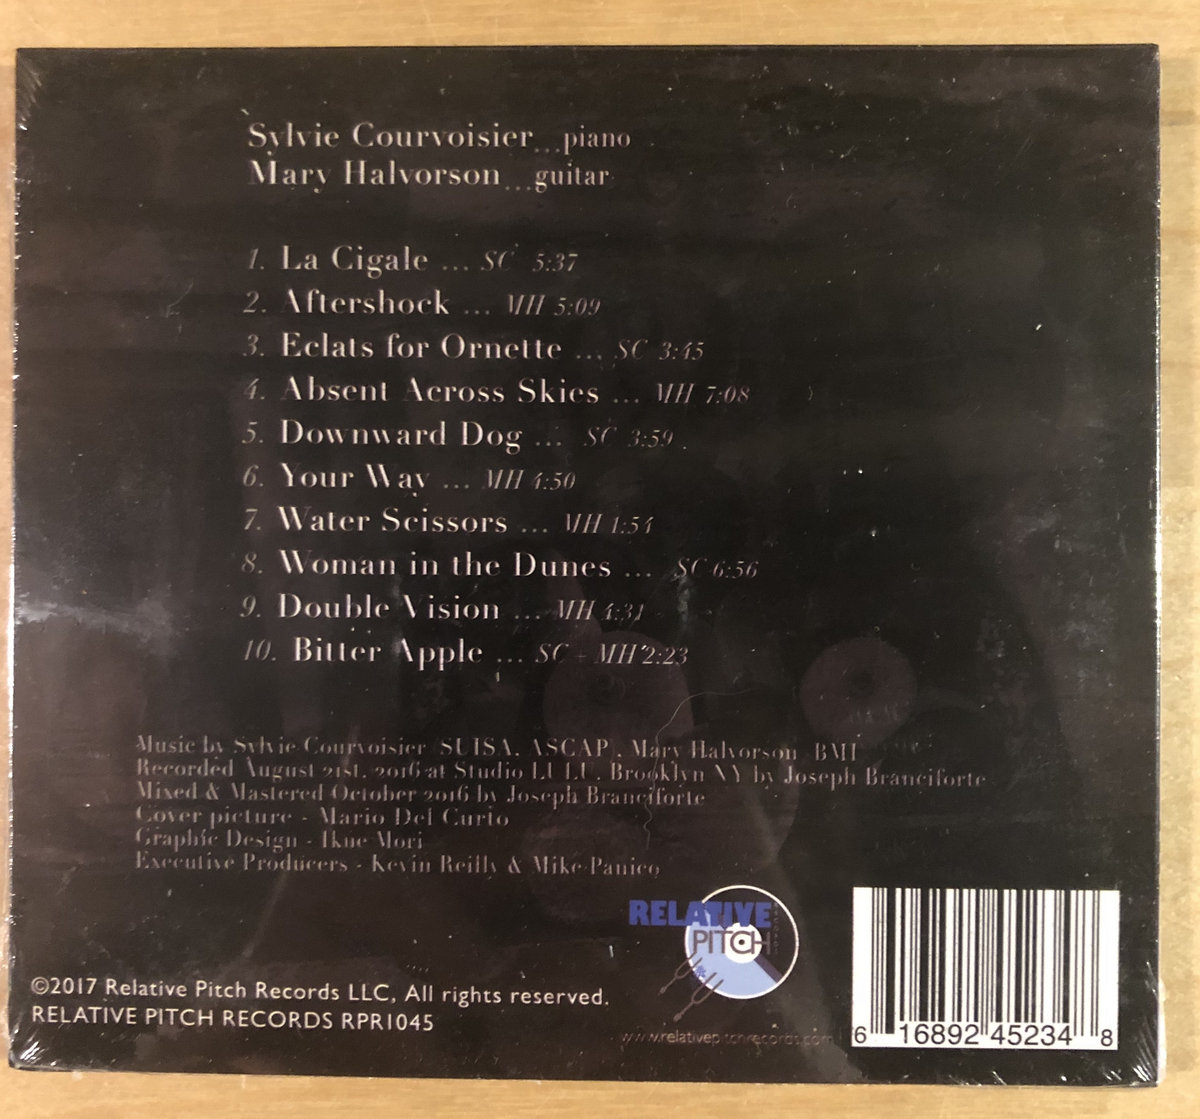 Sylvie Courvoisier...piano
Mary Halvorson ...guitar
1. La Cigale ... SC 5:37
2. Aftershock ... MH 5:09
3. Eclats for Ornette ... SC 3:45
4. Absent Across Skies ... MH 7:08
5. Downward Dog ... SC 3:59
6. Your Way ... MH 4:50
7. Water Scissors ... MH 1:54
8. Woman in the Dunes ... SC 6:56
9. Double Vision ... MH 4:31
10. Bitter Apple ... SC - MH 2:23
Music by Sylvie Courvoisier SUISA, ASCAP, Mary Halvorson BMI
Recorded August 21st, 2016 at Studio LULU, Brooklyn NY by Joseph Branciforte
Mixed & Mastered October 2016 by Joseph Branciforte
Cover picture - Mario Del Curto
Graphic Design - Ikue Mori
Executive Producers - Kevin Reilly & Mike Panico
RELATIVE
PITCH
©2017 Relative Pitch Records LLC, All rights reserved.
RELATIVE PITCH RECORDS RPR1045
www.relativepitchrecords.com
6 16892 45234 8